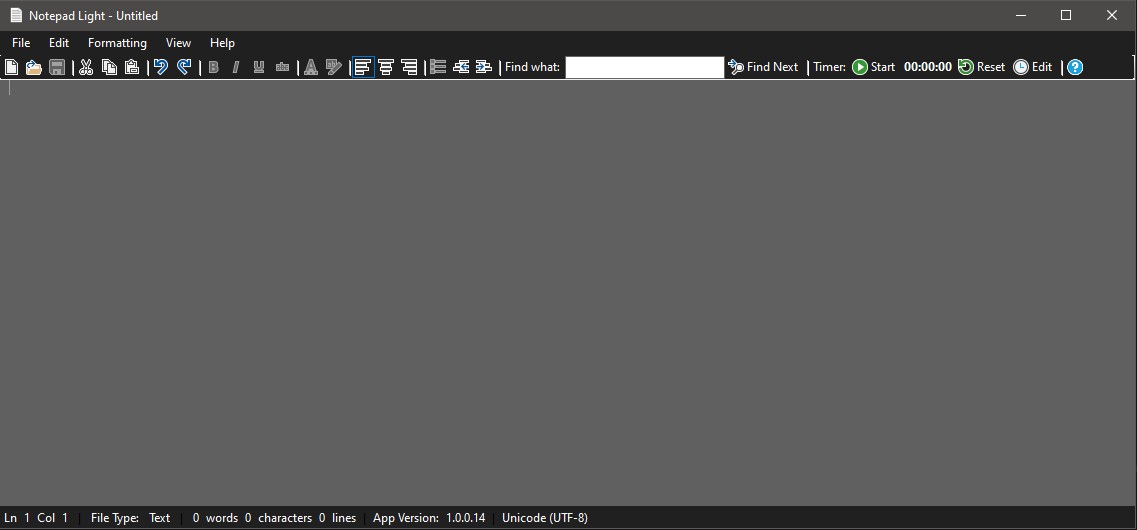 Notepad Light - Untitled
File Edit Formatting View Help
B I U abc A ab Find what: Find Next Timer: Start 00:00:00 Reset Edit ?
Ln 1 Col 1 File Type: Text 0 words 0 characters 0 lines App Version: 1.0.0.14 Unicode (UTF-8)